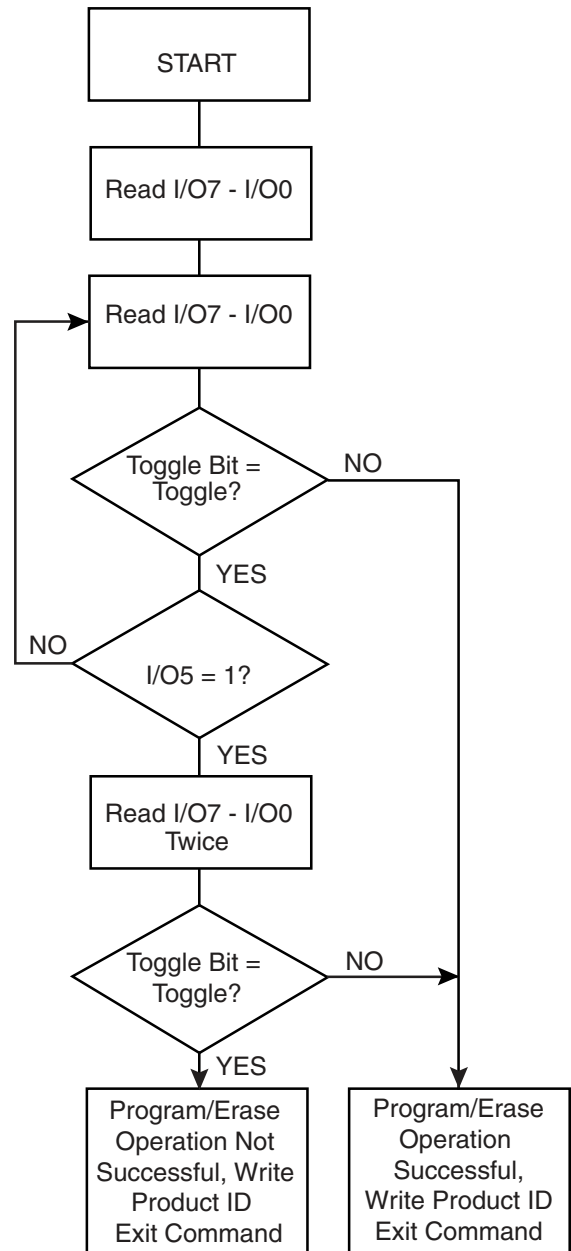 START
Read I/O7 - I/O0
Read I/O7 - I/O0
Toggle Bit =
Toggle?
NO
YES
NO
I/O5 = 1?
YES
Read I/O7 - I/O0
Twice
Toggle Bit =
Toggle?
NO
YES
Program/Erase
Operation Not
Successful, Write
Product ID
Exit Command
Program/Erase
Operation
Successful,
Write Product ID
Exit Command